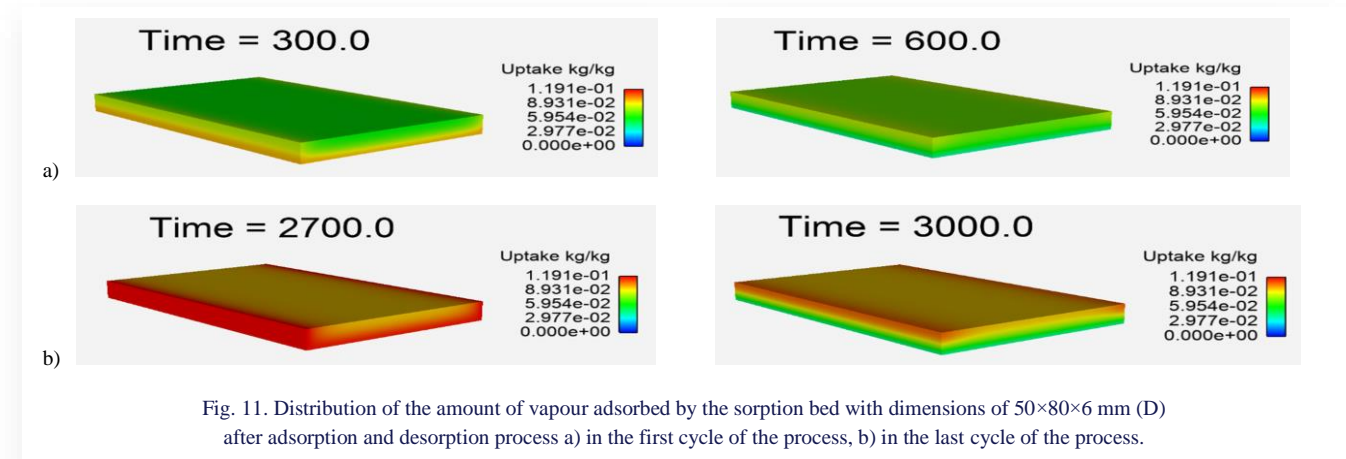 Time = 300.0
Uptake kg/kg
1.191e-01
8.931e-02
5.954e-02
2.977e-02
0.000e+00
Time = 600.0
Uptake kg/kg
1.191e-01
8.931e-02
5.954e-02
2.977e-02
0.000e+00
a)
Time = 2700.0
Uptake kg/kg
1.191e-01
8.931e-02
5.954e-02
2.977e-02
0.000e+00
Time = 3000.0
Uptake kg/kg
1.191e-01
8.931e-02
5.954e-02
2.977e-02
0.000e+00
b)
Fig. 11. Distribution of the amount of vapour adsorbed by the sorption bed with dimensions of 50×80×6 mm (D)
after adsorption and desorption process a) in the first cycle of the process, b) in the last cycle of the process.